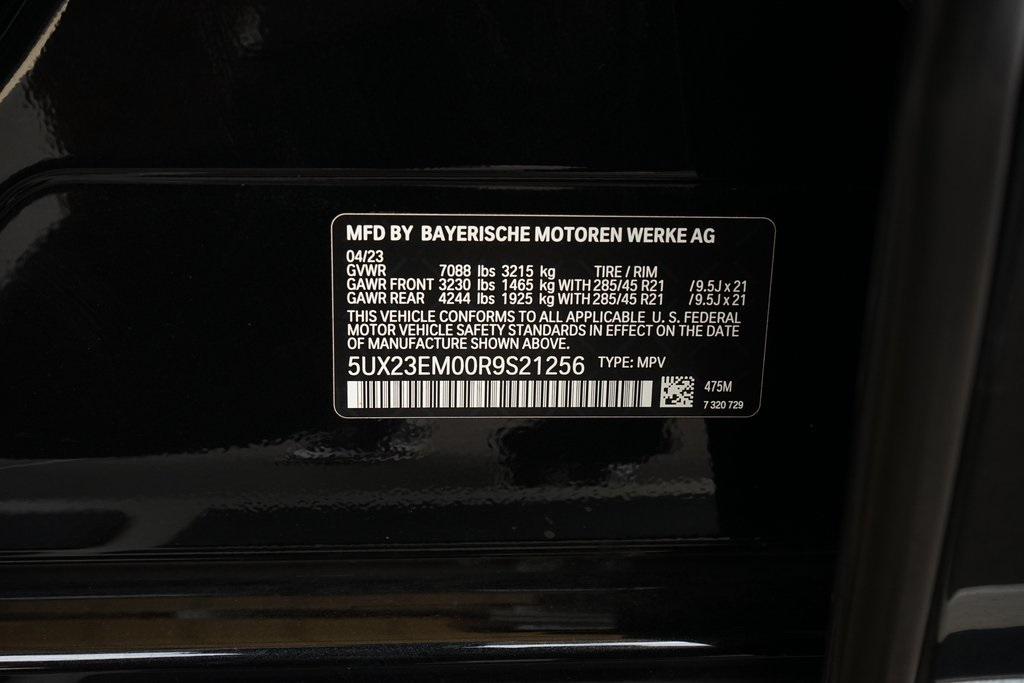 MFD BY BAYERISCHE MOTOREN WERKE AG
04/23
GVWR 7088 lbs 3215 kg TIRE / RIM
GAWR FRONT 3230 lbs 1465 kg WITH 285/45 R21 /9.5J x 21
GAWR REAR 4244 lbs 1925 kg WITH 285/45 R21 /9.5J x 21
THIS VEHICLE CONFORMS TO ALL APPLICABLE U. S. FEDERAL
MOTOR VEHICLE SAFETY STANDARDS IN EFFECT ON THE DATE
OF MANUFACTURE SHOWN ABOVE.
5UX23EM00R9S21256 TYPE: MPV
475M
7 320 729